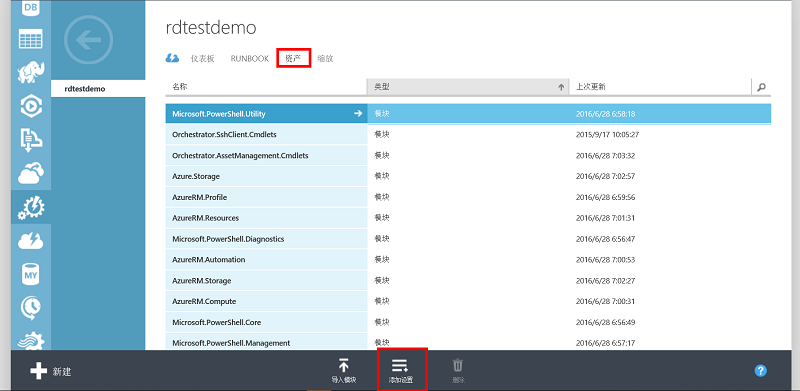 DB
rdtestdemo
仪表板 RUNBOOK 资产 缩放
rdtestdemo
名称 类型 上次更新
Microsoft.PowerShell.Utility 模块 2016/6/28 6:58:18
Orchestrator.SshClient.Cmdlets 模块 2015/9/17 10:05:27
Orchestrator.AssetManagement.Cmdlets 模块 2016/6/28 7:03:32
Azure.Storage 模块 2016/6/28 7:02:57
AzureRM.Profile 模块 2016/6/28 6:59:56
AzureRM.Resources 模块 2016/6/28 7:01:31
Microsoft.PowerShell.Diagnostics 模块 2016/6/28 6:56:47
AzureRM.Automation 模块 2016/6/28 7:00:53
AzureRM.Storage 模块 2016/6/28 7:02:27
AzureRM.Compute 模块 2016/6/28 7:00:31
Microsoft.PowerShell.Core 模块 2016/6/28 6:56:49
Microsoft.PowerShell.Management 模块 2016/6/28 6:57:17
MY
新建 导入模块 添加设置 删除 ?